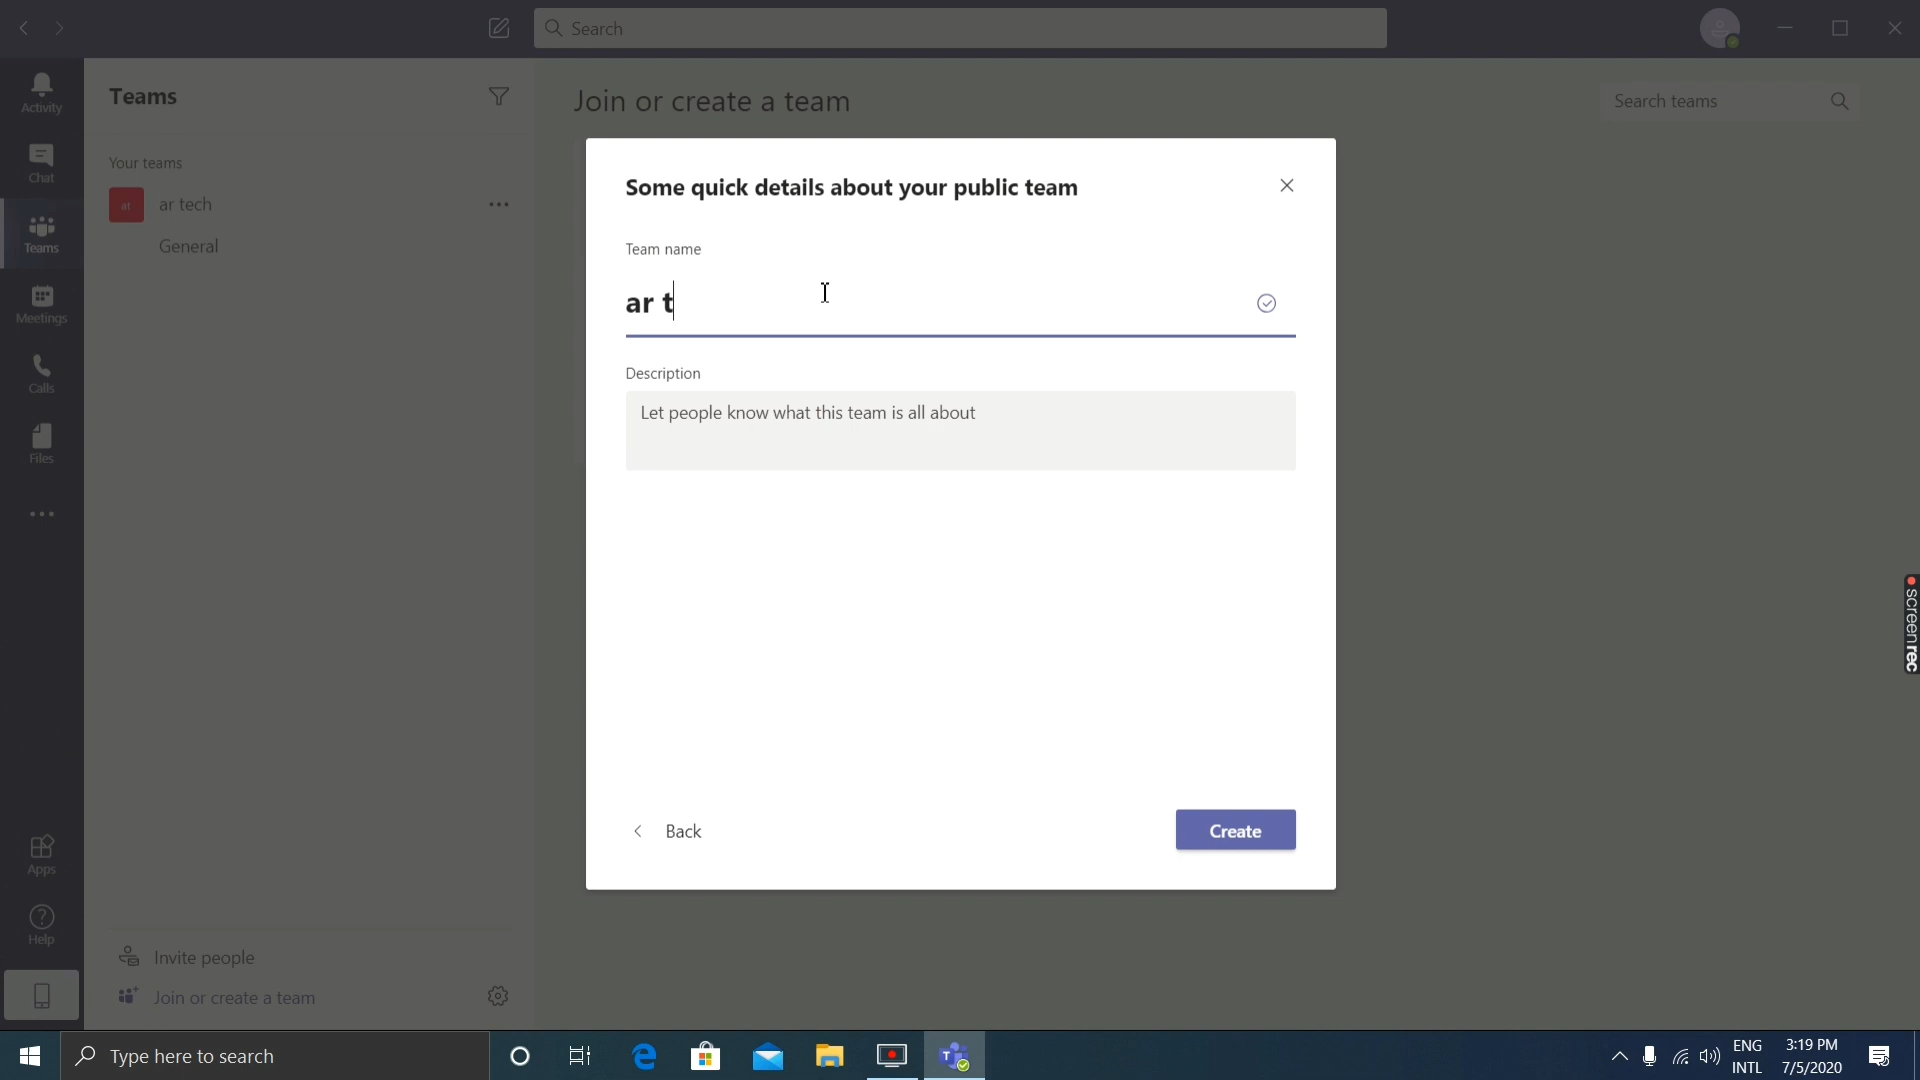 Search
Activity
Chat
Teams
Meetings
Calls
Files
Apps
Help
Teams
Your teams
at ar tech
General
Invite people
Join or create a team
Join or create a team
Search teams
Some quick details about your public team
Team name
ar t
Description
Let people know what this team is all about
Back
Create
screenrec
Type here to search
ENG
INTL
3:19 PM
7/5/2020